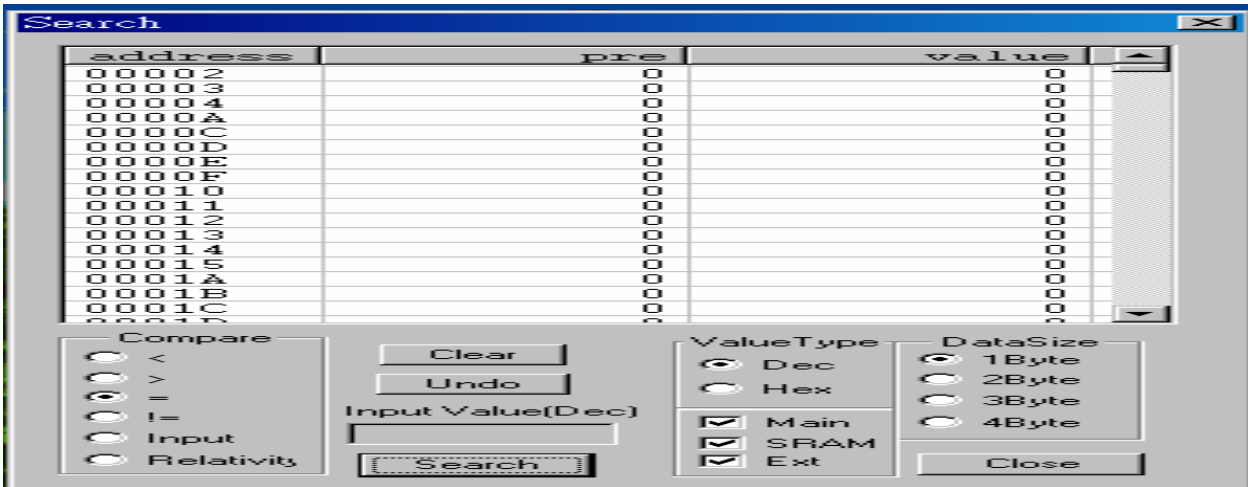 Search
address pre value
00002 0 0
00003 0 0
00004 0 0
0000A 0 0
0000C 0 0
0000D 0 0
0000E 0 0
0000F 0 0
00010 0 0
00011 0 0
00012 0 0
00013 0 0
00014 0 0
00015 0 0
0001A 0 0
0001B 0 0
0001C 0 0
0001D 0 0
Compare
<
>
=
!=
Input
Relativity
Clear
Undo
Input Value(Dec)
Search
ValueType
Dec
Hex
Main
SRAM
Ext
DataSize
1Byte
2Byte
3Byte
4Byte
Close